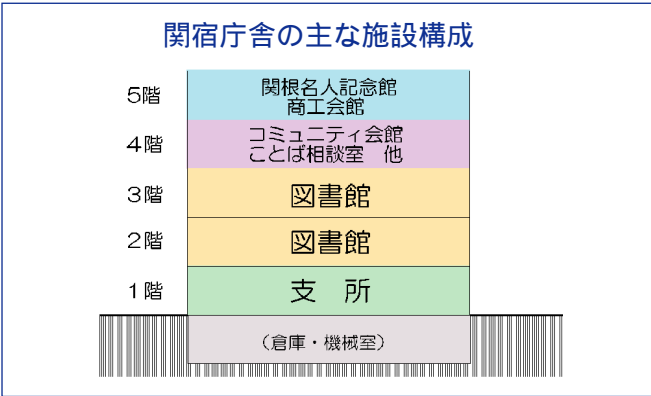 関宿庁舎の主な施設構成
5階
関根名人記念館
商工会館
4階
コミュニティ会館
ことば相談室 他
3階
図書館
2階
図書館
1階
支 所
(倉庫・機械室)